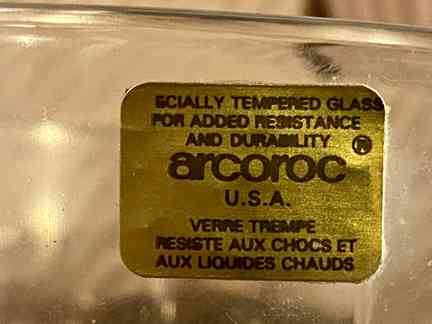 ECIALLY TEMPERED GLASS
FOR ADDED RESISTANCE
AND DURABILITY
arcoroc®
U.S.A.
VERRE TREMPE
RESISTE AUX CHOCS ET
AUX LIQUIDES CHAUDS